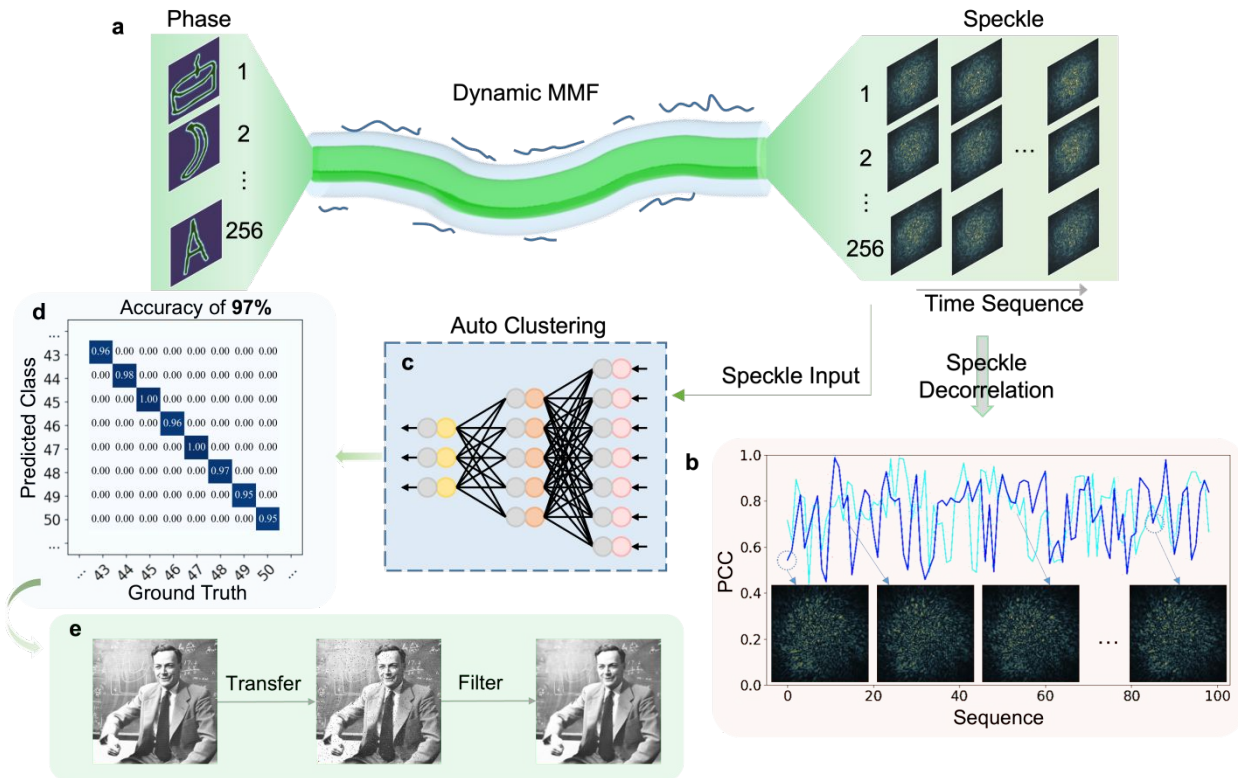 a
Phase
Speckle
1
2
⋮
256
A
Dynamic MMF
1
2
⋮
256
...
Time Sequence
Speckle
Decorrelation
Speckle Input
Auto Clustering
c
d
Accuracy of 97%
Predicted Class
...
43 0.96 0.00 0.00 0.00 0.00 0.00 0.00 0.00
44 0.00 0.98 0.00 0.00 0.00 0.00 0.00 0.00
45 0.00 0.00 1.00 0.00 0.00 0.00 0.00 0.00
46 0.00 0.00 0.00 0.96 0.00 0.00 0.00 0.00
47 0.00 0.00 0.00 0.00 1.00 0.00 0.00 0.00
48 0.00 0.00 0.00 0.00 0.00 0.97 0.00 0.00
49 0.00 0.00 0.00 0.00 0.00 0.00 0.95 0.00
50 0.00 0.00 0.00 0.00 0.00 0.00 0.00 0.95
...
... 43 44 45 46 47 48 49 50 ...
Ground Truth
b
PCC
1.0
0.8
0.6
0.4
0.2
0.0
...
0 20 40 60 80 100
Sequence
e
Transfer
Filter